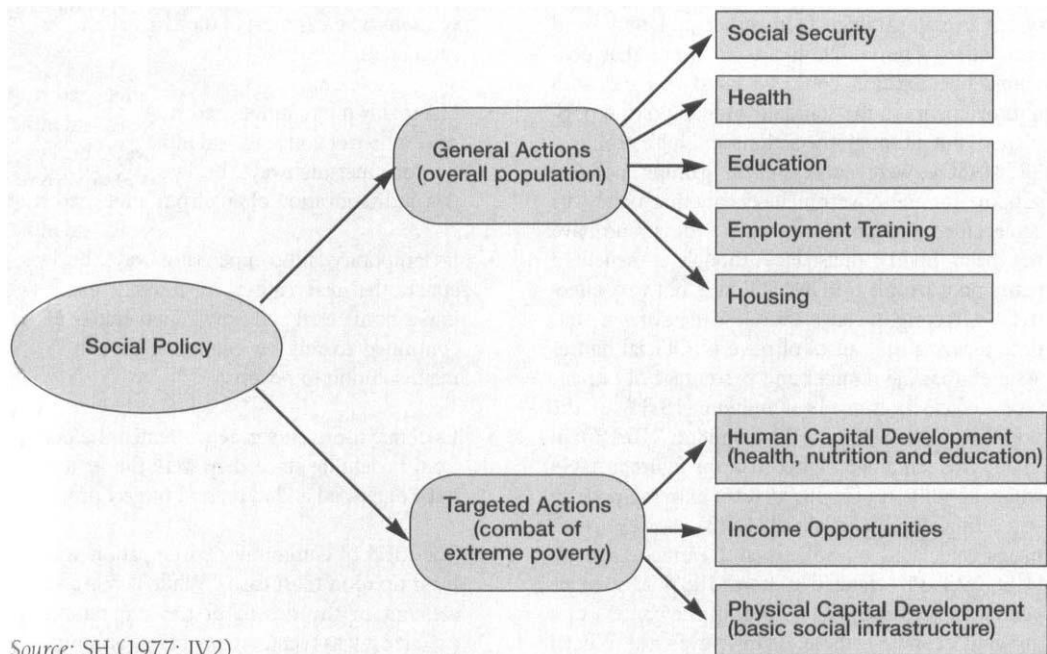 Social Security
Health
General Actions
(overall population)
Education
Employment Training
Housing
Social Policy
Human Capital Development
(health, nutrition and education)
Targeted Actions
(combat of
extreme poverty)
Income Opportunities
Physical Capital Development
(basic social infrastructure)
Source: SH (1977: IV2)